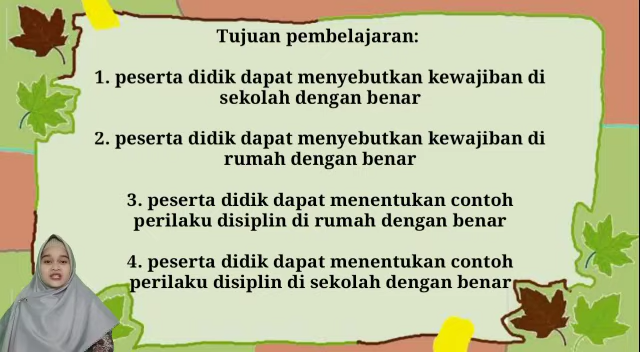 Tujuan pembelajaran:
1. peserta didik dapat menyebutkan kewajiban di
sekolah dengan benar
2. peserta didik dapat menyebutkan kewajiban di
rumah dengan benar
3. peserta didik dapat menentukan contoh
perilaku disiplin di rumah dengan benar
4. peserta didik dapat menentukan contoh
perilaku disiplin di sekolah dengan benar